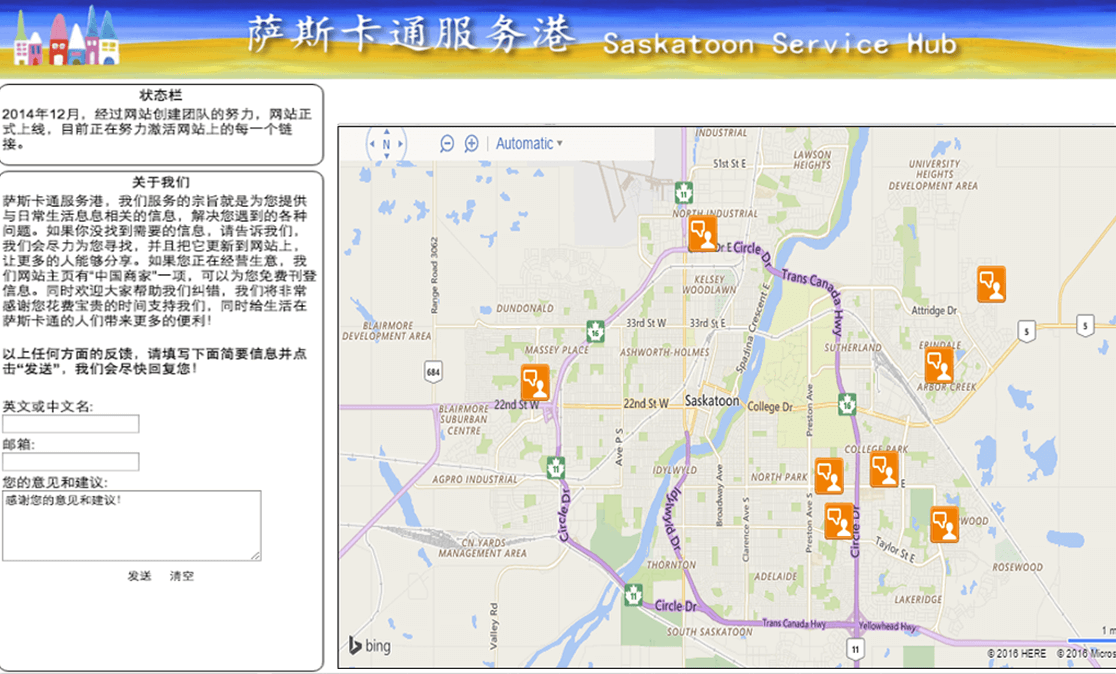 萨斯卡通服务港 Saskatoon Service Hub
状态栏
2014年12月，经过网站创建团队的努力，网站正
式上线，目前正在努力激活网站上的每一个链
接。
关于我们
萨斯卡通服务港，我们服务的宗旨就是为您提供
与日常生活息息相关的信息，解决您遇到的各种
问题。如果你没找到需要的信息，请告诉我们，
我们会尽力为您寻找，并且把它更新到网站上，
让更多的人能够分享。如果您正在经营生意，我
们网站主页有“中国商家”一项，可以为您免费刊登
信息。同时欢迎大家帮助我们纠错，我们将非常
感谢您花费宝贵的时间支持我们，同时给生活在
萨斯卡通的人们带来更多的便利！
以上任何方面的反馈，请填写下面简要信息并点
击“发送”，我们会尽快回复您！
英文或中文名:
邮箱:
您的意见和建议:
感谢您的意见和建议！
发送 清空
N
Automatic
INDUSTRIAL
51st St E
LAWSON
HEIGHTS
UNIVERSITY
HEIGHTS
DEVELOPMENT AREA
11
NORTH INDUSTRIAL
Dr E Circle Dr
Range Road 3062
KELSEY
WOODLAWN
Trans Canada Hwy
DUNDONALD
Spadina Crescent E
Attridge Dr
BLAIRMORE
DEVELOPMENT AREA
16
33rd St W
33rd St E
5
5
MASSEY PLACE
ASHWORTH-HOLMES
SUTHERLAND
ERINDALE
684
ARBOR CREEK
22nd St W
22nd St W
Saskatoon
College Dr
Preston Ave
16
BLAIRMORE
SUBURBAN
CENTRE
Ave P S
COLLEGE PARK
11
IDYLWYLD
NORTH PARK
E
AGPRO INDUSTRIAL
Circle Dr
Idylwyld Dr
Broadway Ave
Clarence Ave S
Preston Ave S
Circle Dr
WOOD
CN YARDS
MANAGEMENT AREA
Taylor St E
THORNTON
ADELAIDE
ROSEWOOD
11
Circle Dr
LAKERIDGE
Valley Rd
SOUTH SASKATOON
Trans Canada Hwy
Yellowhead Hwy
11
bing
1 m
© 2016 HERE © 2016 Micros